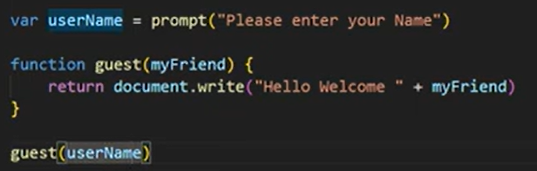 var userName = prompt("Please enter your Name")
function guest(myFriend) {
return document.write("Hello Welcome " + myFriend)
}
guest(userName)